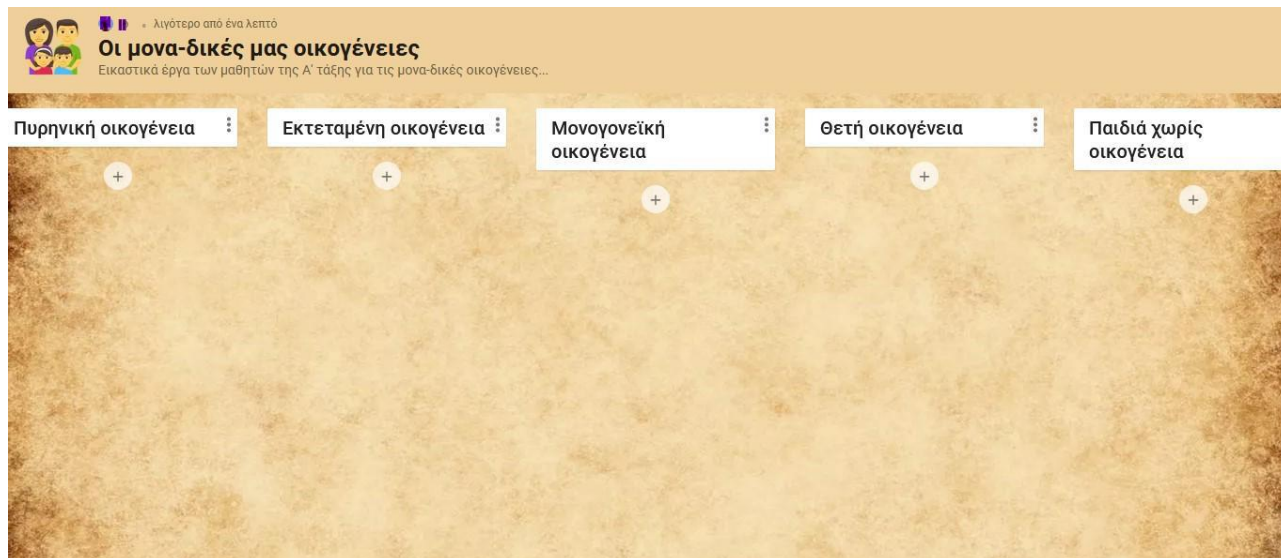 λιγότερο από ένα λεπτό
Οι μονα-δικές μας οικογένειες
Εικαστικά έργα των μαθητών της Α' τάξης για τις μονα-δικές οικογένειες...
Πυρηνική οικογένεια
Εκτεταμένη οικογένεια
Μονογονεϊκή
οικογένεια
Θετή οικογένεια
Παιδιά χωρίς
οικογένεια